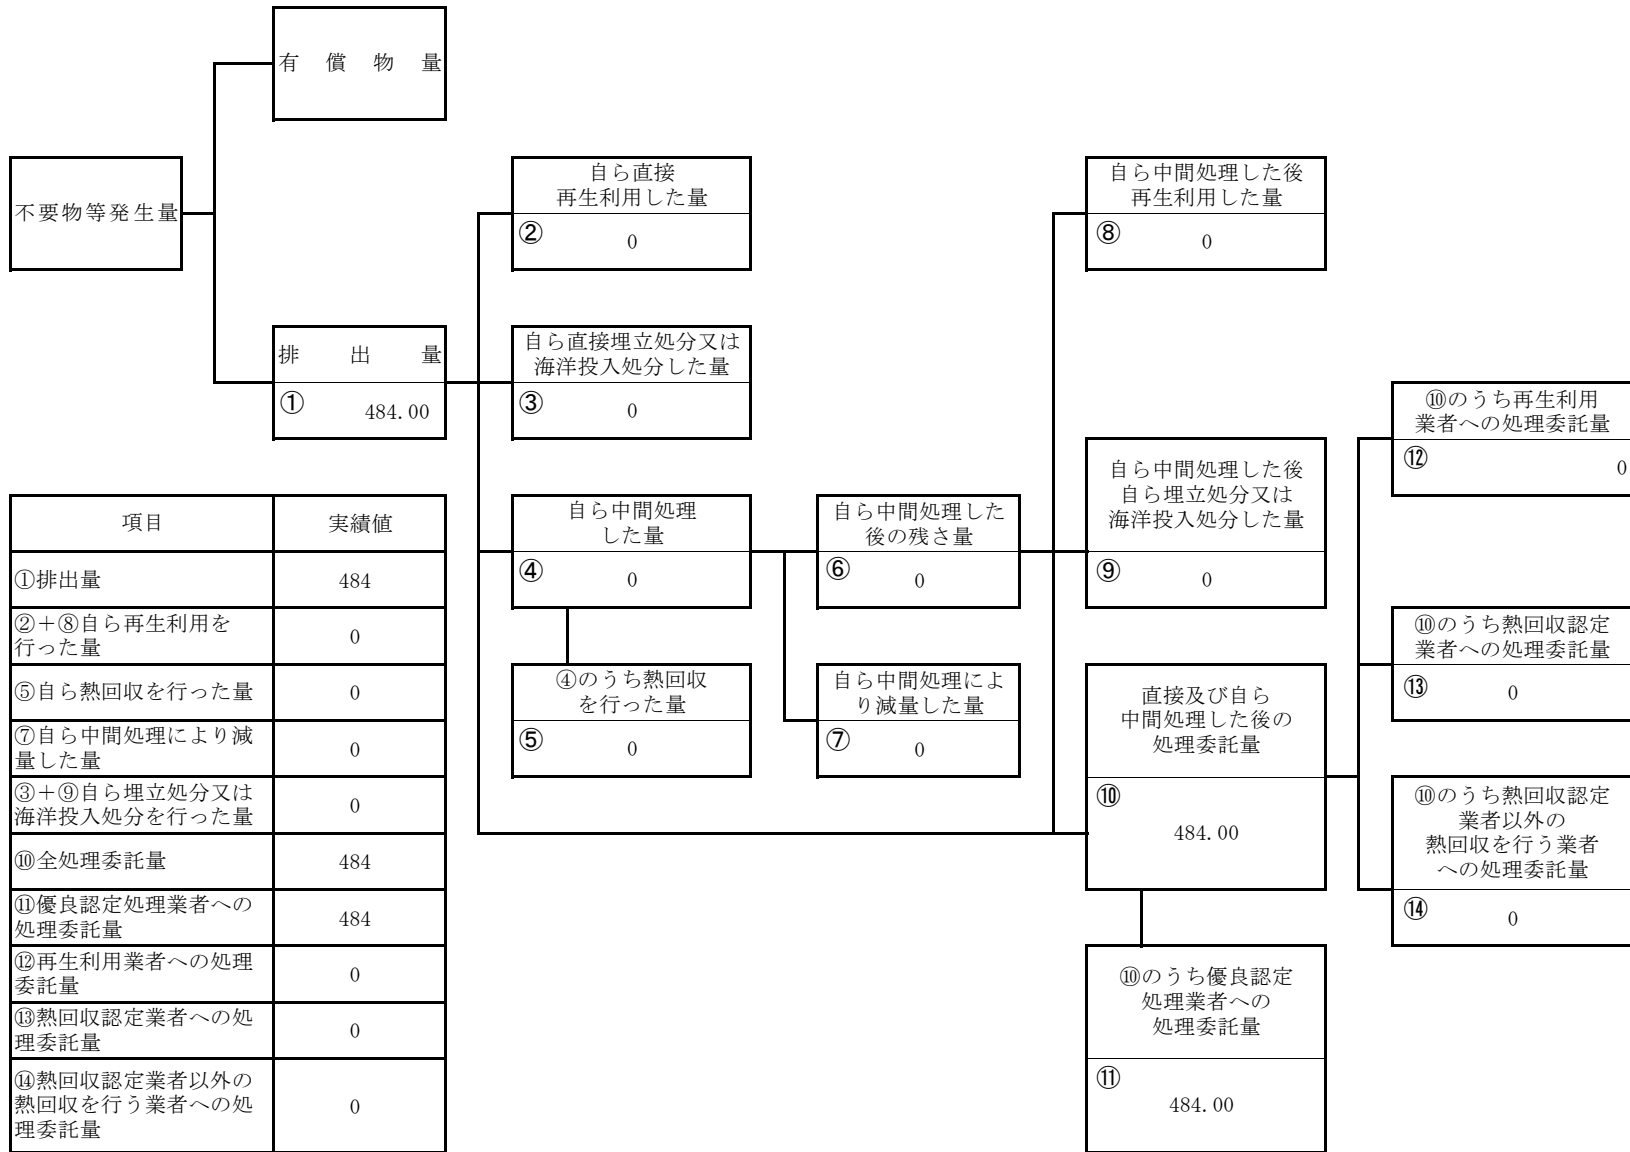 有償物量
不要物等発生量
排出量
①
484.00
自ら直接
再生利用した量
②
0
自ら直接埋立処分又は
海洋投入処分した量
③
0
自ら中間処理
した量
④
0
④のうち熱回収
を行った量
⑤
0
自ら中間処理した
後の残さ量
⑥
0
自ら中間処理によ
り減量した量
⑦
0
自ら中間処理した後
再生利用した量
⑧
0
自ら中間処理した後
自ら埋立処分又は
海洋投入処分した量
⑨
0
直接及び自ら
中間処理した後の
処理委託量
⑩
484.00
⑩のうち優良認定
処理業者への
処理委託量
⑪
484.00
⑩のうち再生利用
業者への処理委託量
⑫
0
⑩のうち熱回収認定
業者への処理委託量
⑬
0
⑩のうち熱回収認定
業者以外の
熱回収を行う業者
への処理委託量
⑭
0
項目 実績値
①排出量 484
②+⑧自ら再生利用を
行った量 0
⑤自ら熱回収を行った量 0
⑦自ら中間処理により減
量した量 0
③+⑨自ら埋立処分又は
海洋投入処分を行った量 0
⑩全処理委託量 484
⑪優良認定処理業者への
処理委託量 484
⑫再生利用業者への処理
委託量 0
⑬熱回収認定業者への処
理委託量 0
⑭熱回収認定業者以外の
熱回収を行う業者への処
理委託量 0